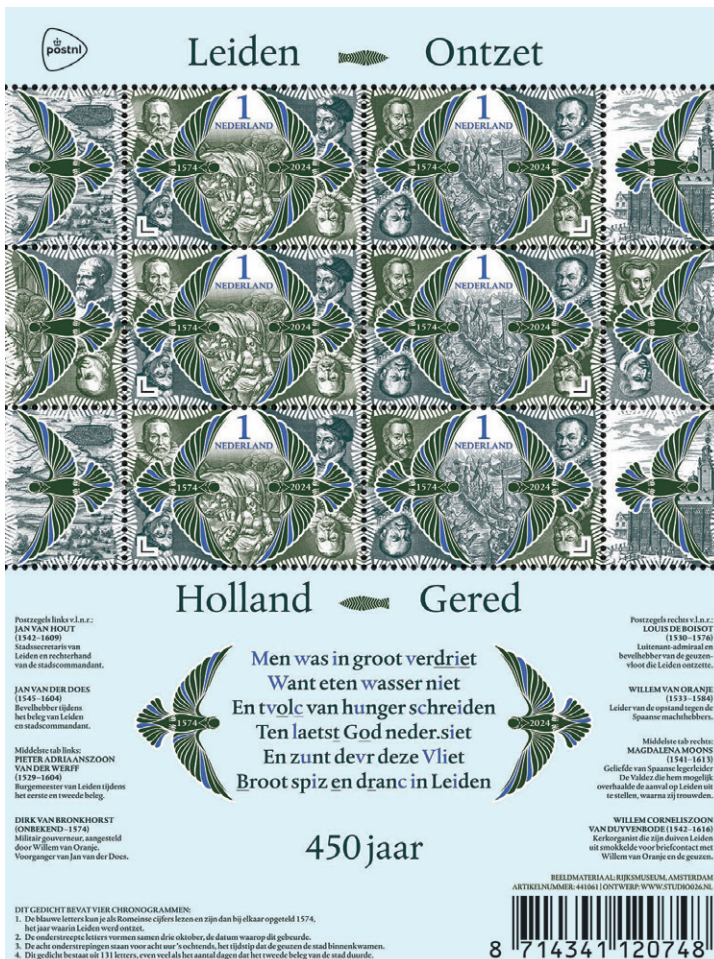 postnl
Leiden Ontzet
1
NEDERLAND
1574 2024
1
NEDERLAND
1574 2024
1
NEDERLAND
1574 2024
1
NEDERLAND
1574 2024
1
NEDERLAND
1574 2024
1
NEDERLAND
1574 2024
Holland Gered
Postzegels links v.l.n.r.:
JAN VAN HOUT
(1542–1609)
Stadssecretaris van
Leiden en rechterhand
van de stadscommandant.
JAN VAN DER DOES
(1545–1604)
Bevelhebber tijdens
het beleg van Leiden
en stadscommandant.
Middelste tab links:
PIETER ADRIAANSZOON
VAN DER WERFF
(1529–1604)
Burgemeester van Leiden tijdens
het eerste en tweede beleg.
DIRK VAN BRONKHORST
(ONBEKEND–1574)
Militair gouverneur, aangesteld
door Willem van Oranje.
Voorganger van Jan van der Does.
1574
Men was in groot verdriet
Want eten wasser niet
En tvolc van hunger schreiden
Ten laetst God neder.siet
En zunt devr deze Vliet
Broot spiz en dranc in Leiden
2024
450 jaar
Postzegels rechts v.l.n.r.:
LOUIS DE BOISOT
(1530–1576)
Luitenant-admiraal en
bevelhebber van de geuzen-
vloot die Leiden ontzette.
WILLEM VAN ORANJE
(1533–1584)
Leider van de opstand tegen de
Spaanse machthebbers.
Middelste tab rechts:
MAGDALENA MOONS
(1541–1613)
Geliefde van Spaanse legerleider
De Valdez die hem mogelijk
overhaalde de aanval op Leiden uit
te stellen, waarna zij trouwden.
WILLEM CORNELISZOON
VAN DUYVENBODE (1542–1616)
Kerkorganist die zijn duiven Leiden
uit smokkelde voor briefcontact met
Willem van Oranje en de geuzen.
BEELDMATERIAAL: RIJKSMUSEUM, AMSTERDAM
ARTIKELNUMMER: 441061 | ONTWERP: WWW.STUDIO026.NL
DIT GEDICHT BEVAT VIER CHRONOGRAMMEN:
1. De blauwe letters kun je als Romeinse cijfers lezen en zijn dan bij elkaar opgeteld 1574,
het jaar waarin Leiden werd ontzet.
2. De onderstreepte letters vormen samen drie oktober, de datum waarop dit gebeurde.
3. De acht onderstrepingen staan voor acht uur 's ochtends, het tijdstip dat de geuzen de stad binnenkwamen.
4. Dit gedicht bestaat uit 131 letters, even veel als het aantal dagen dat het tweede beleg van de stad duurde.
8 714341 120748